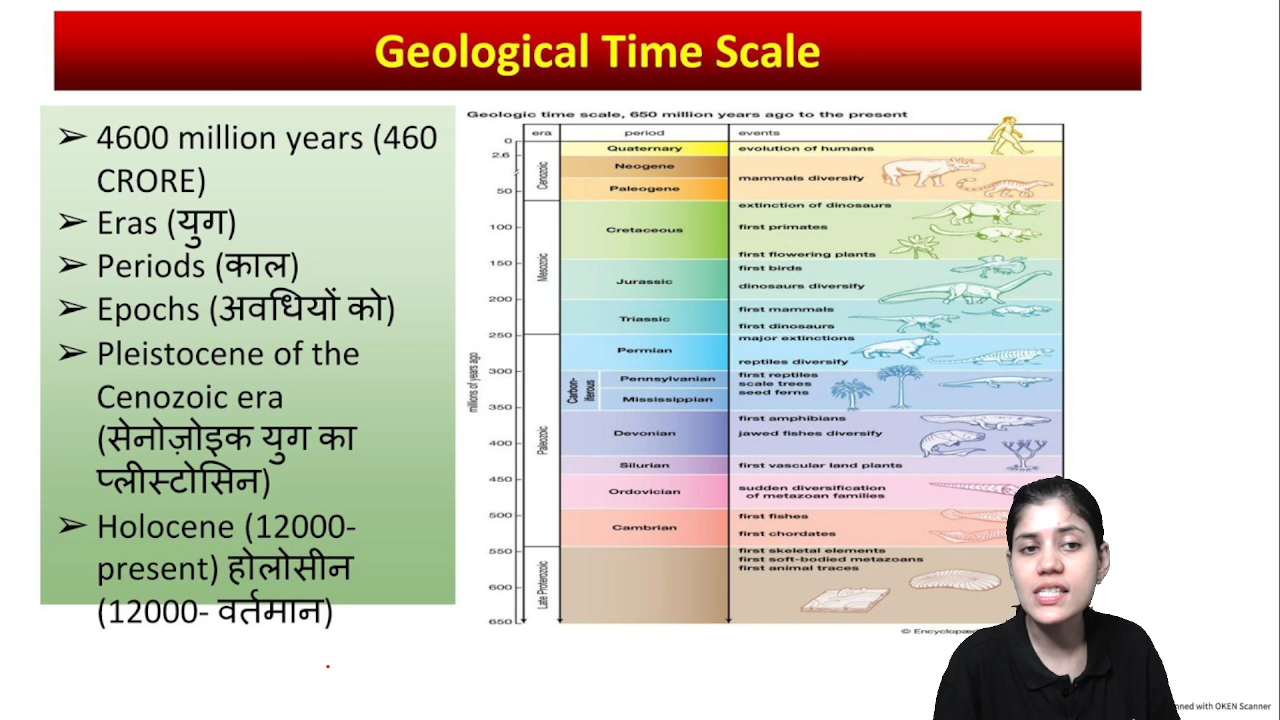 Geological Time Scale
➢ 4600 million years (460
CRORE)
➢ Eras (युग)
➢ Periods (काल)
➢ Epochs (अवधियों को)
➢ Pleistocene of the
Cenozoic era
(सेनोज़ोइक युग का
प्लीस्टोसिन)
➢ Holocene (12000-
present) होलोसीन
(12000- वर्तमान)
Geologic time scale, 650 million years ago to the present
era period events
0
2.6
50
100
150
200
250
300
350
400
450
500
550
600
650
millions of years ago
Cenozoic
Mesozoic
Paleozoic
Late Proterozoic
Quaternary
Neogene
Paleogene
Cretaceous
Jurassic
Triassic
Permian
Carbon-
iferous
Pennsylvanian
Mississippian
Devonian
Silurian
Ordovician
Cambrian
evolution of humans
mammals diversify
extinction of dinosaurs
first primates
first flowering plants
first birds
dinosaurs diversify
first mammals
first dinosaurs
major extinctions
reptiles diversify
first reptiles
scale trees
seed ferns
first amphibians
jawed fishes diversify
first vascular land plants
sudden diversification
of metazoan families
first fishes
first chordates
first skeletal elements
first soft-bodied metazoans
first animal traces
©
with OKEN Scanner